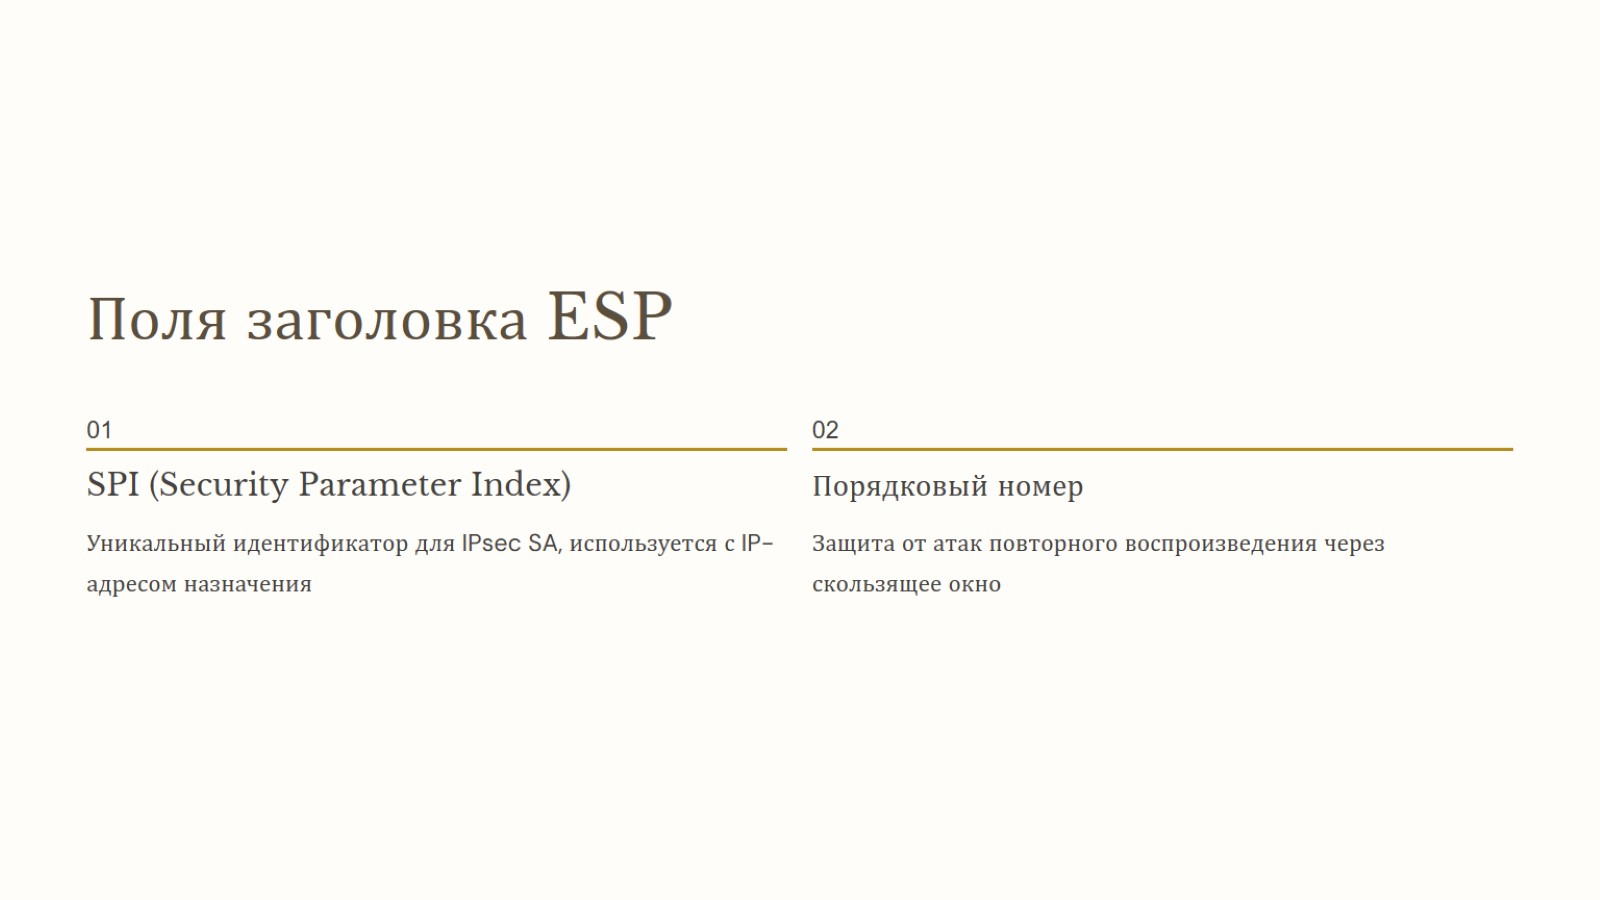 Поля заголовка ESP
01
SPI (Security Parameter Index)
Уникальный идентификатор для IPsec SA, используется с IP-
адресом назначения
02
Порядковый номер
Защита от атак повторного воспроизведения через
скользящее окно